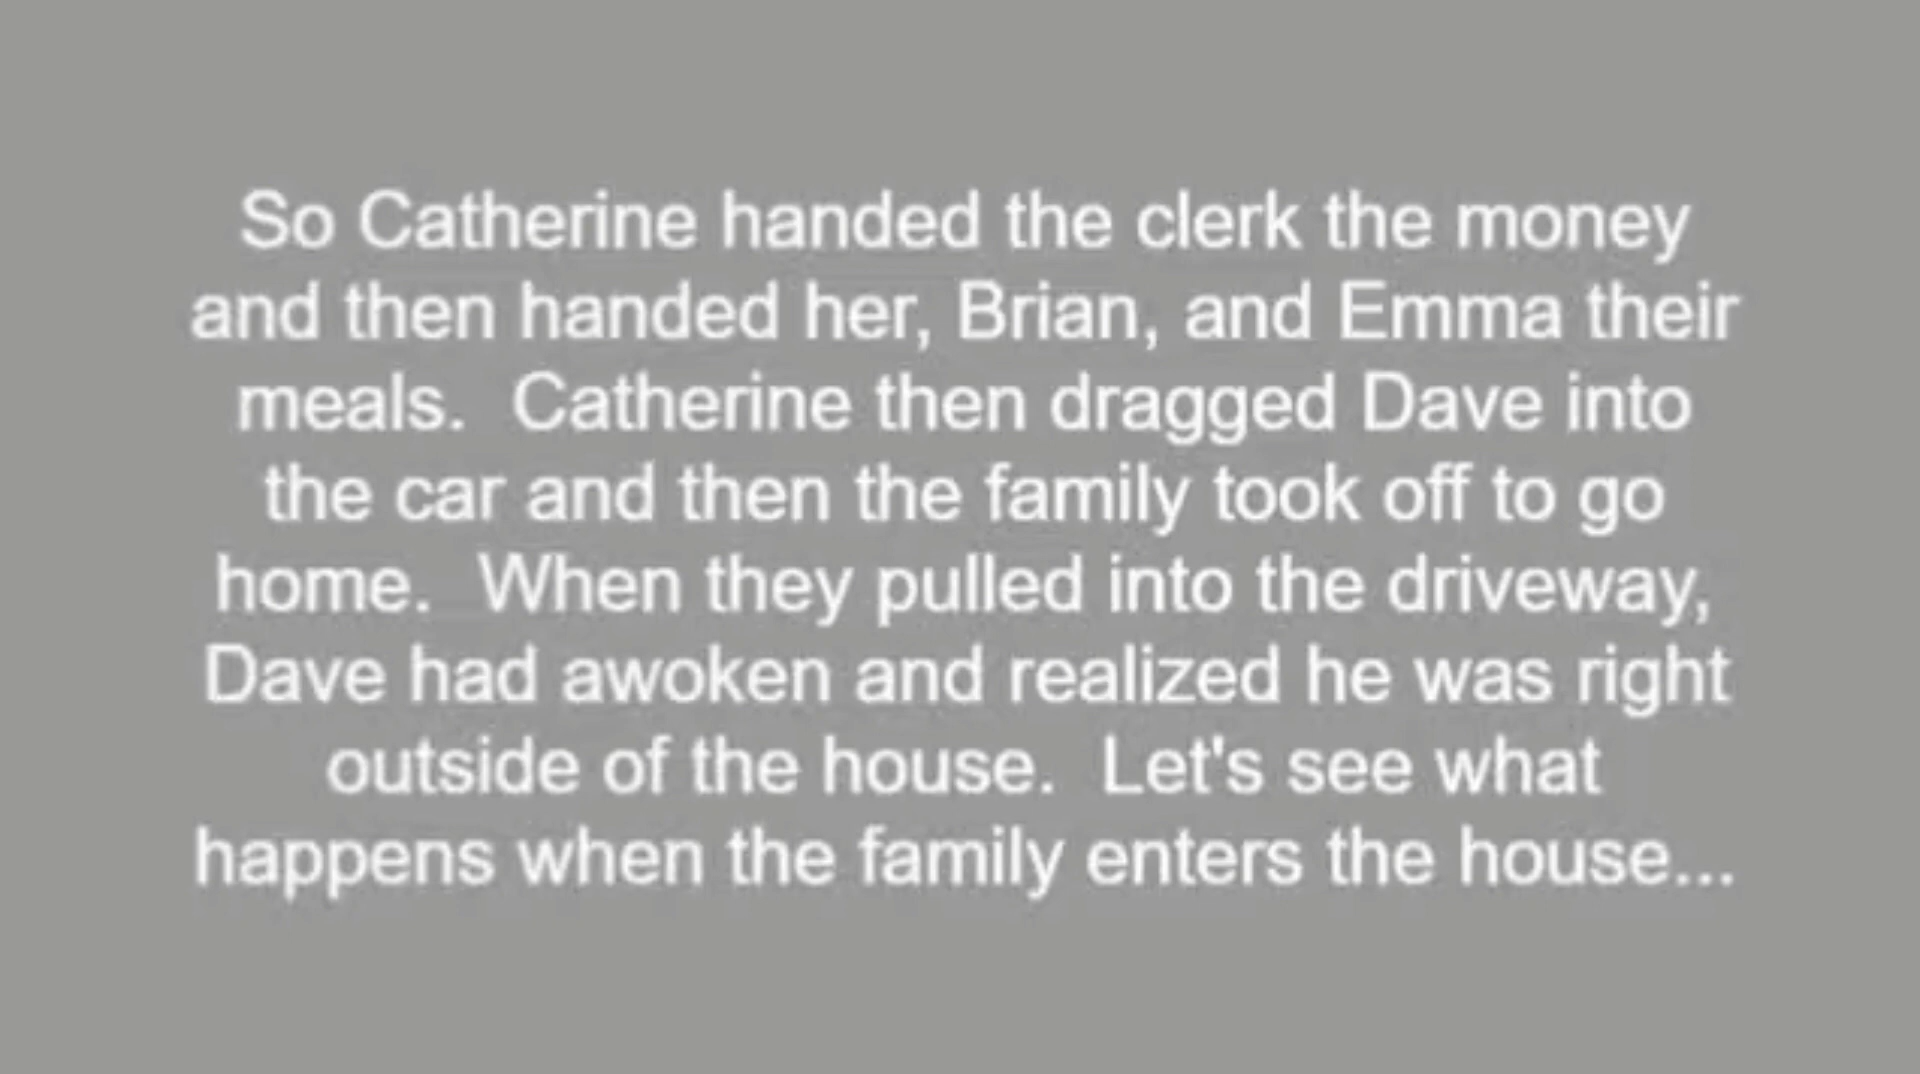 So Catherine handed the clerk the money
and then handed her, Brian, and Emma their
meals.  Catherine then dragged Dave into
the car and then the family took off to go
home.  When they pulled into the driveway,
Dave had awoken and realized he was right
outside of the house.  Let's see what
happens when the family enters the house...